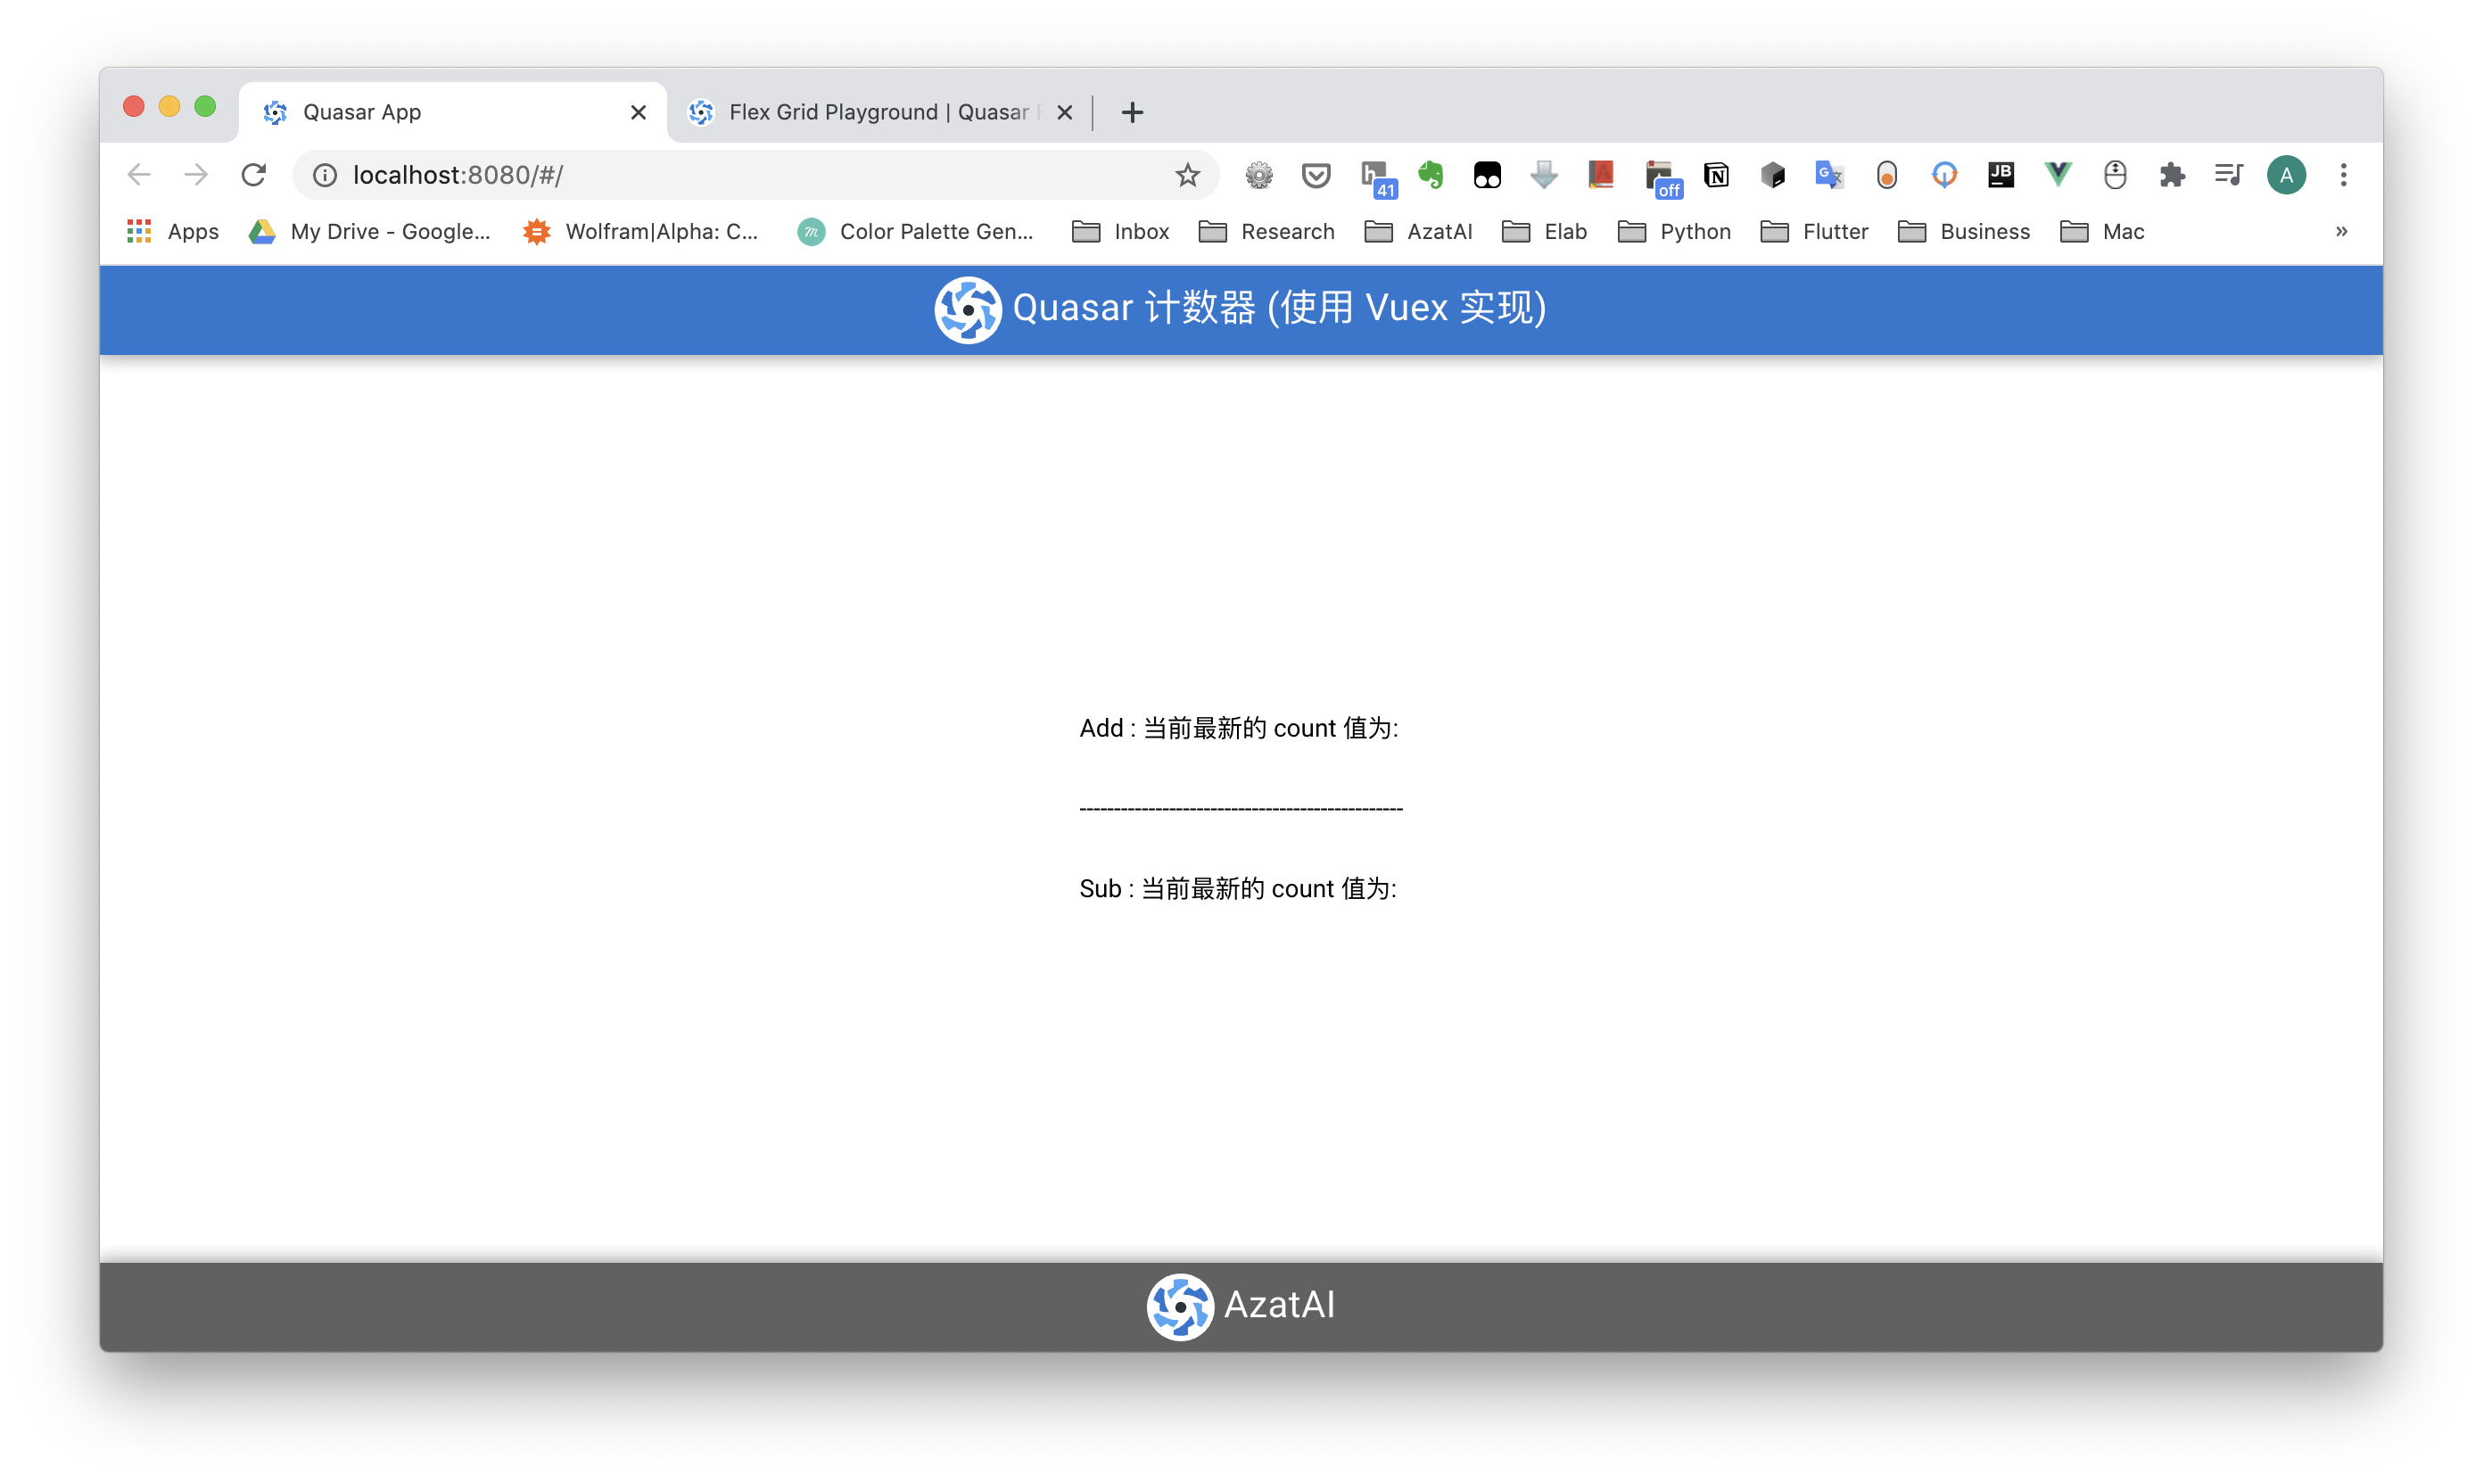 Quasar App
Flex Grid Playground | Quasar
localhost:8080/#/
41
off
JB
A
Apps
My Drive - Google...
Wolfram|Alpha: C...
Color Palette Gen...
Inbox
Research
AzatAI
Elab
Python
Flutter
Business
Mac
»
Quasar 计数器 (使用 Vuex 实现)
Add : 当前最新的 count 值为:
-----------------------------------------------
Sub : 当前最新的 count 值为:
AzatAI